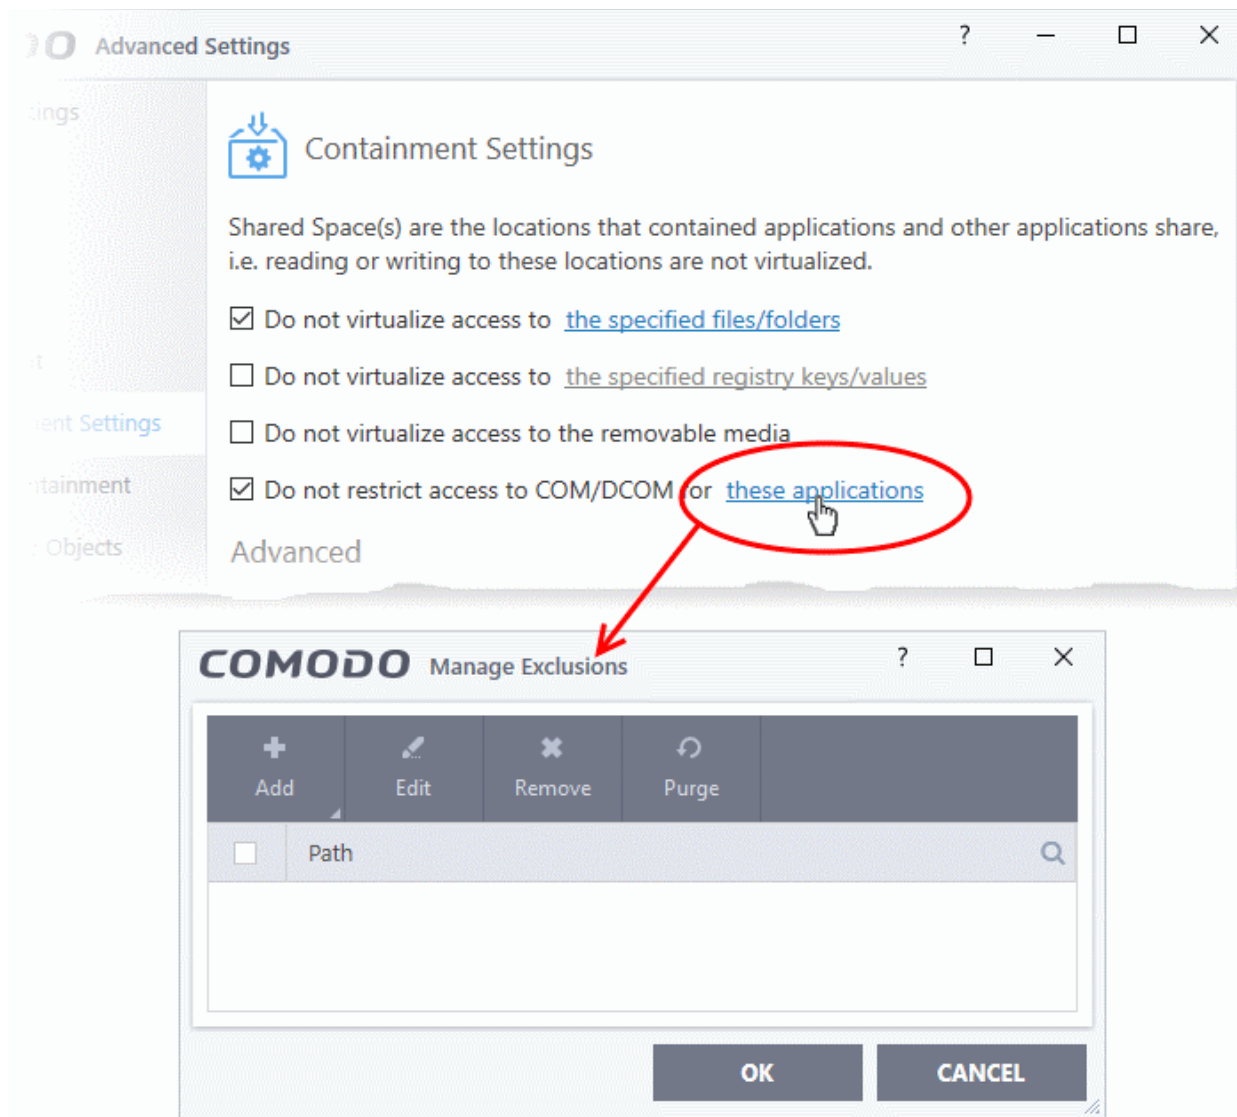 Advanced Settings ?
Containment Settings
Shared Space(s) are the locations that contained applications and other applications share,
i.e. reading or writing to these locations are not virtualized.
Do not virtualize access to the specified files/folders
Do not virtualize access to the specified registry keys/values
Do not virtualize access to the removable media
Settings
Do not restrict access to COM/DCOM for these applications
Objects
Advanced
COMODO Manage Exclusions ?
Add Edit Remove Purge
Path
OK CANCEL